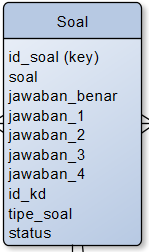 Soal
id_soal (key)
soal
jawaban_benar
jawaban_1
jawaban_2
jawaban_3
jawaban_4
id_kd
tipe_soal
status